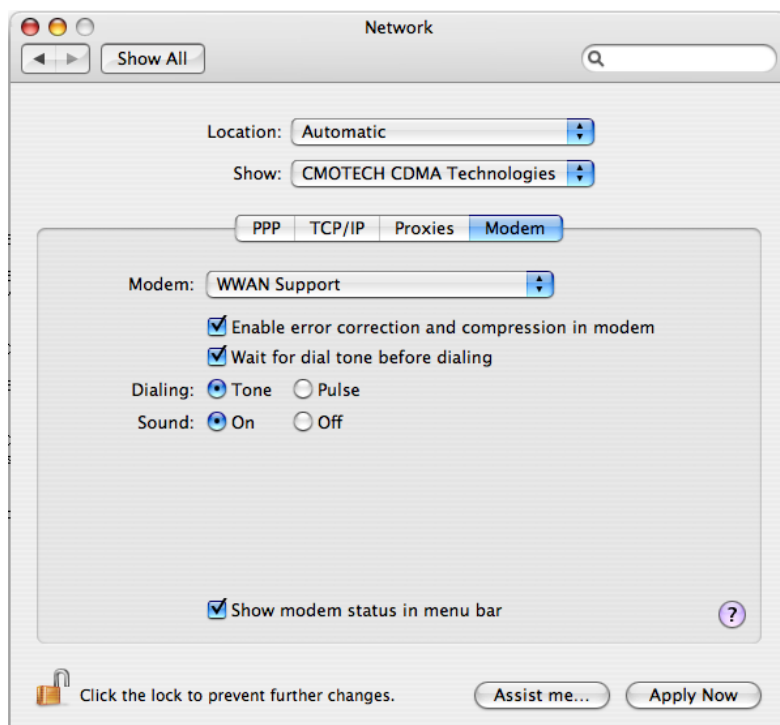 Network
Show All
Location: Automatic
Show: CMOTECH CDMA Technologies
PPP TCP/IP Proxies Modem
Modem: WWAN Support
Enable error correction and compression in modem
Wait for dial tone before dialing
Dialing: Tone Pulse
Sound: On Off
Show modem status in menu bar
?
Click the lock to prevent further changes. Assist me... Apply Now